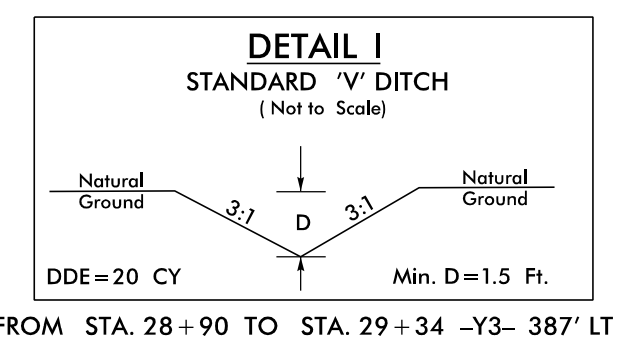 DETAIL I
STANDARD 'V' DITCH
( Not to Scale)
Natural
Ground
3:1
D
3:1
Natural
Ground
DDE=20 CY
Min. D=1.5 Ft.
FROM STA. 28+90 TO STA. 29+34 -Y3- 387' LT